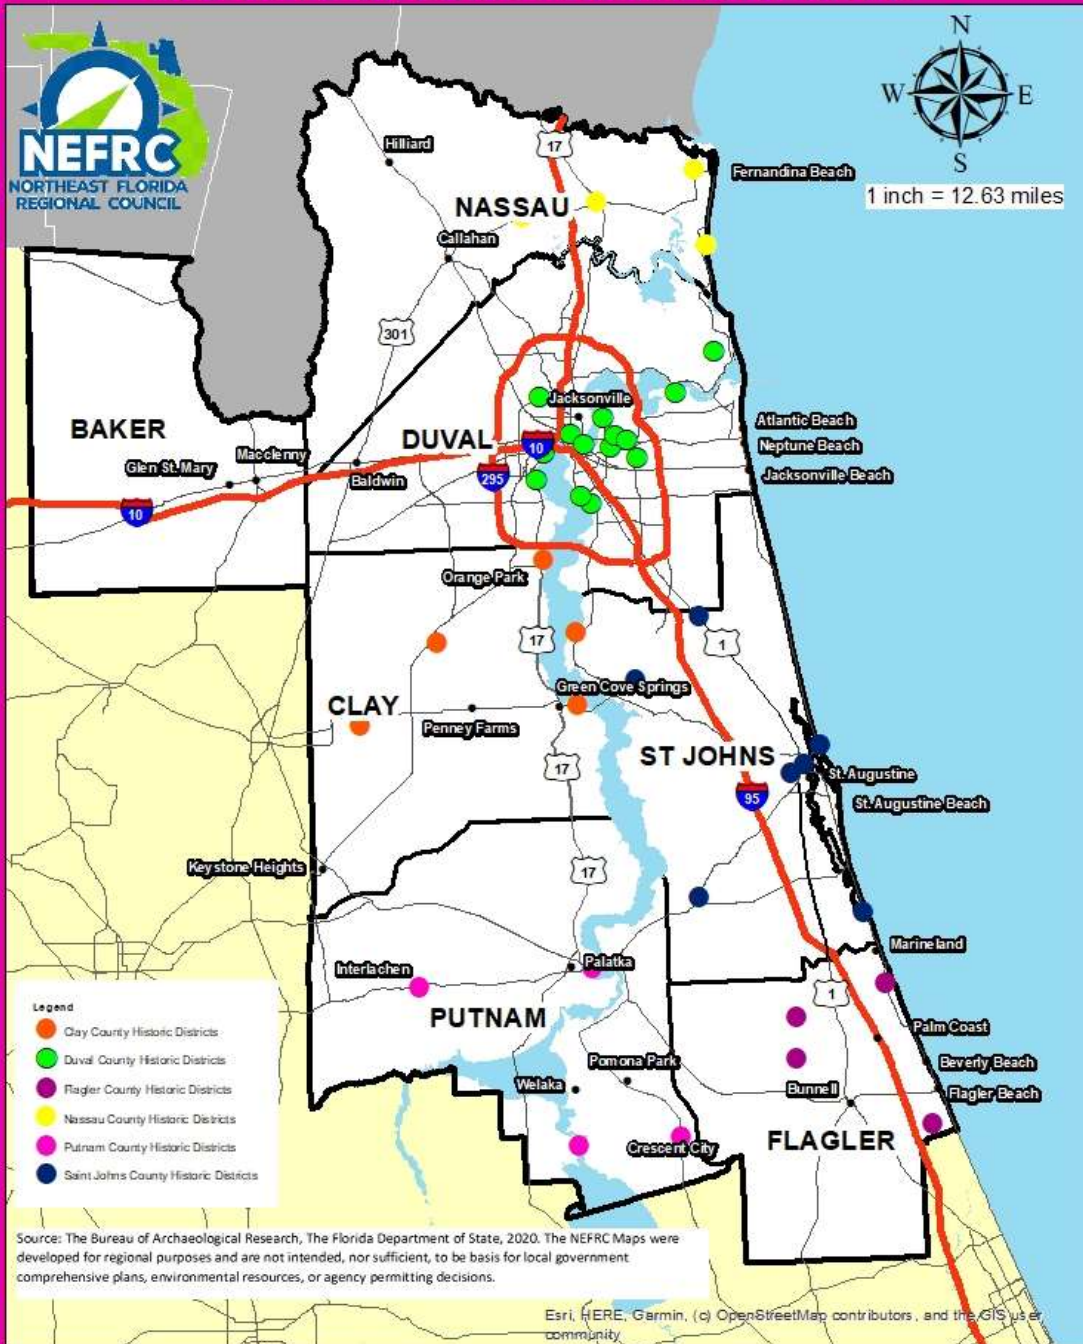 N
W
E
S
1 inch = 12.63 miles
NEFRC
NORTHEAST FLORIDA
REGIONAL COUNCIL
Hilliard
17
Fernandina Beach
NASSAU
Callahan
301
BAKER
Jacksonville
Atlantic Beach
DUVAL
10
Neptune Beach
Macclenny
Glen St. Mary
Baldwin
295
Jacksonville Beach
10
Orange Park
17
1
Green Cove Springs
CLAY
Penney Farms
ST JOHNS
17
St. Augustine
95
St. Augustine Beach
Keystone Heights
17
Marineland
Interlachen
Palatka
1
PUTNAM
Palm Coast
Pomona Park
Beverly Beach
Welaka
Bunnell
Flagler Beach
Crescent City
FLAGLER
Legend
Clay County Historic Districts
Duval County Historic Districts
Flagler County Historic Districts
Nassau County Historic Districts
Putnam County Historic Districts
Saint Johns County Historic Districts
Source: The Bureau of Archaeological Research, The Florida Department of State, 2020. The NEFRC Maps were
developed for regional purposes and are not intended, nor sufficient, to be basis for local government
comprehensive plans, environmental resources, or agency permitting decisions.
Esri, HERE, Garmin, (c) OpenStreetMap contributors, and the GIS user
community